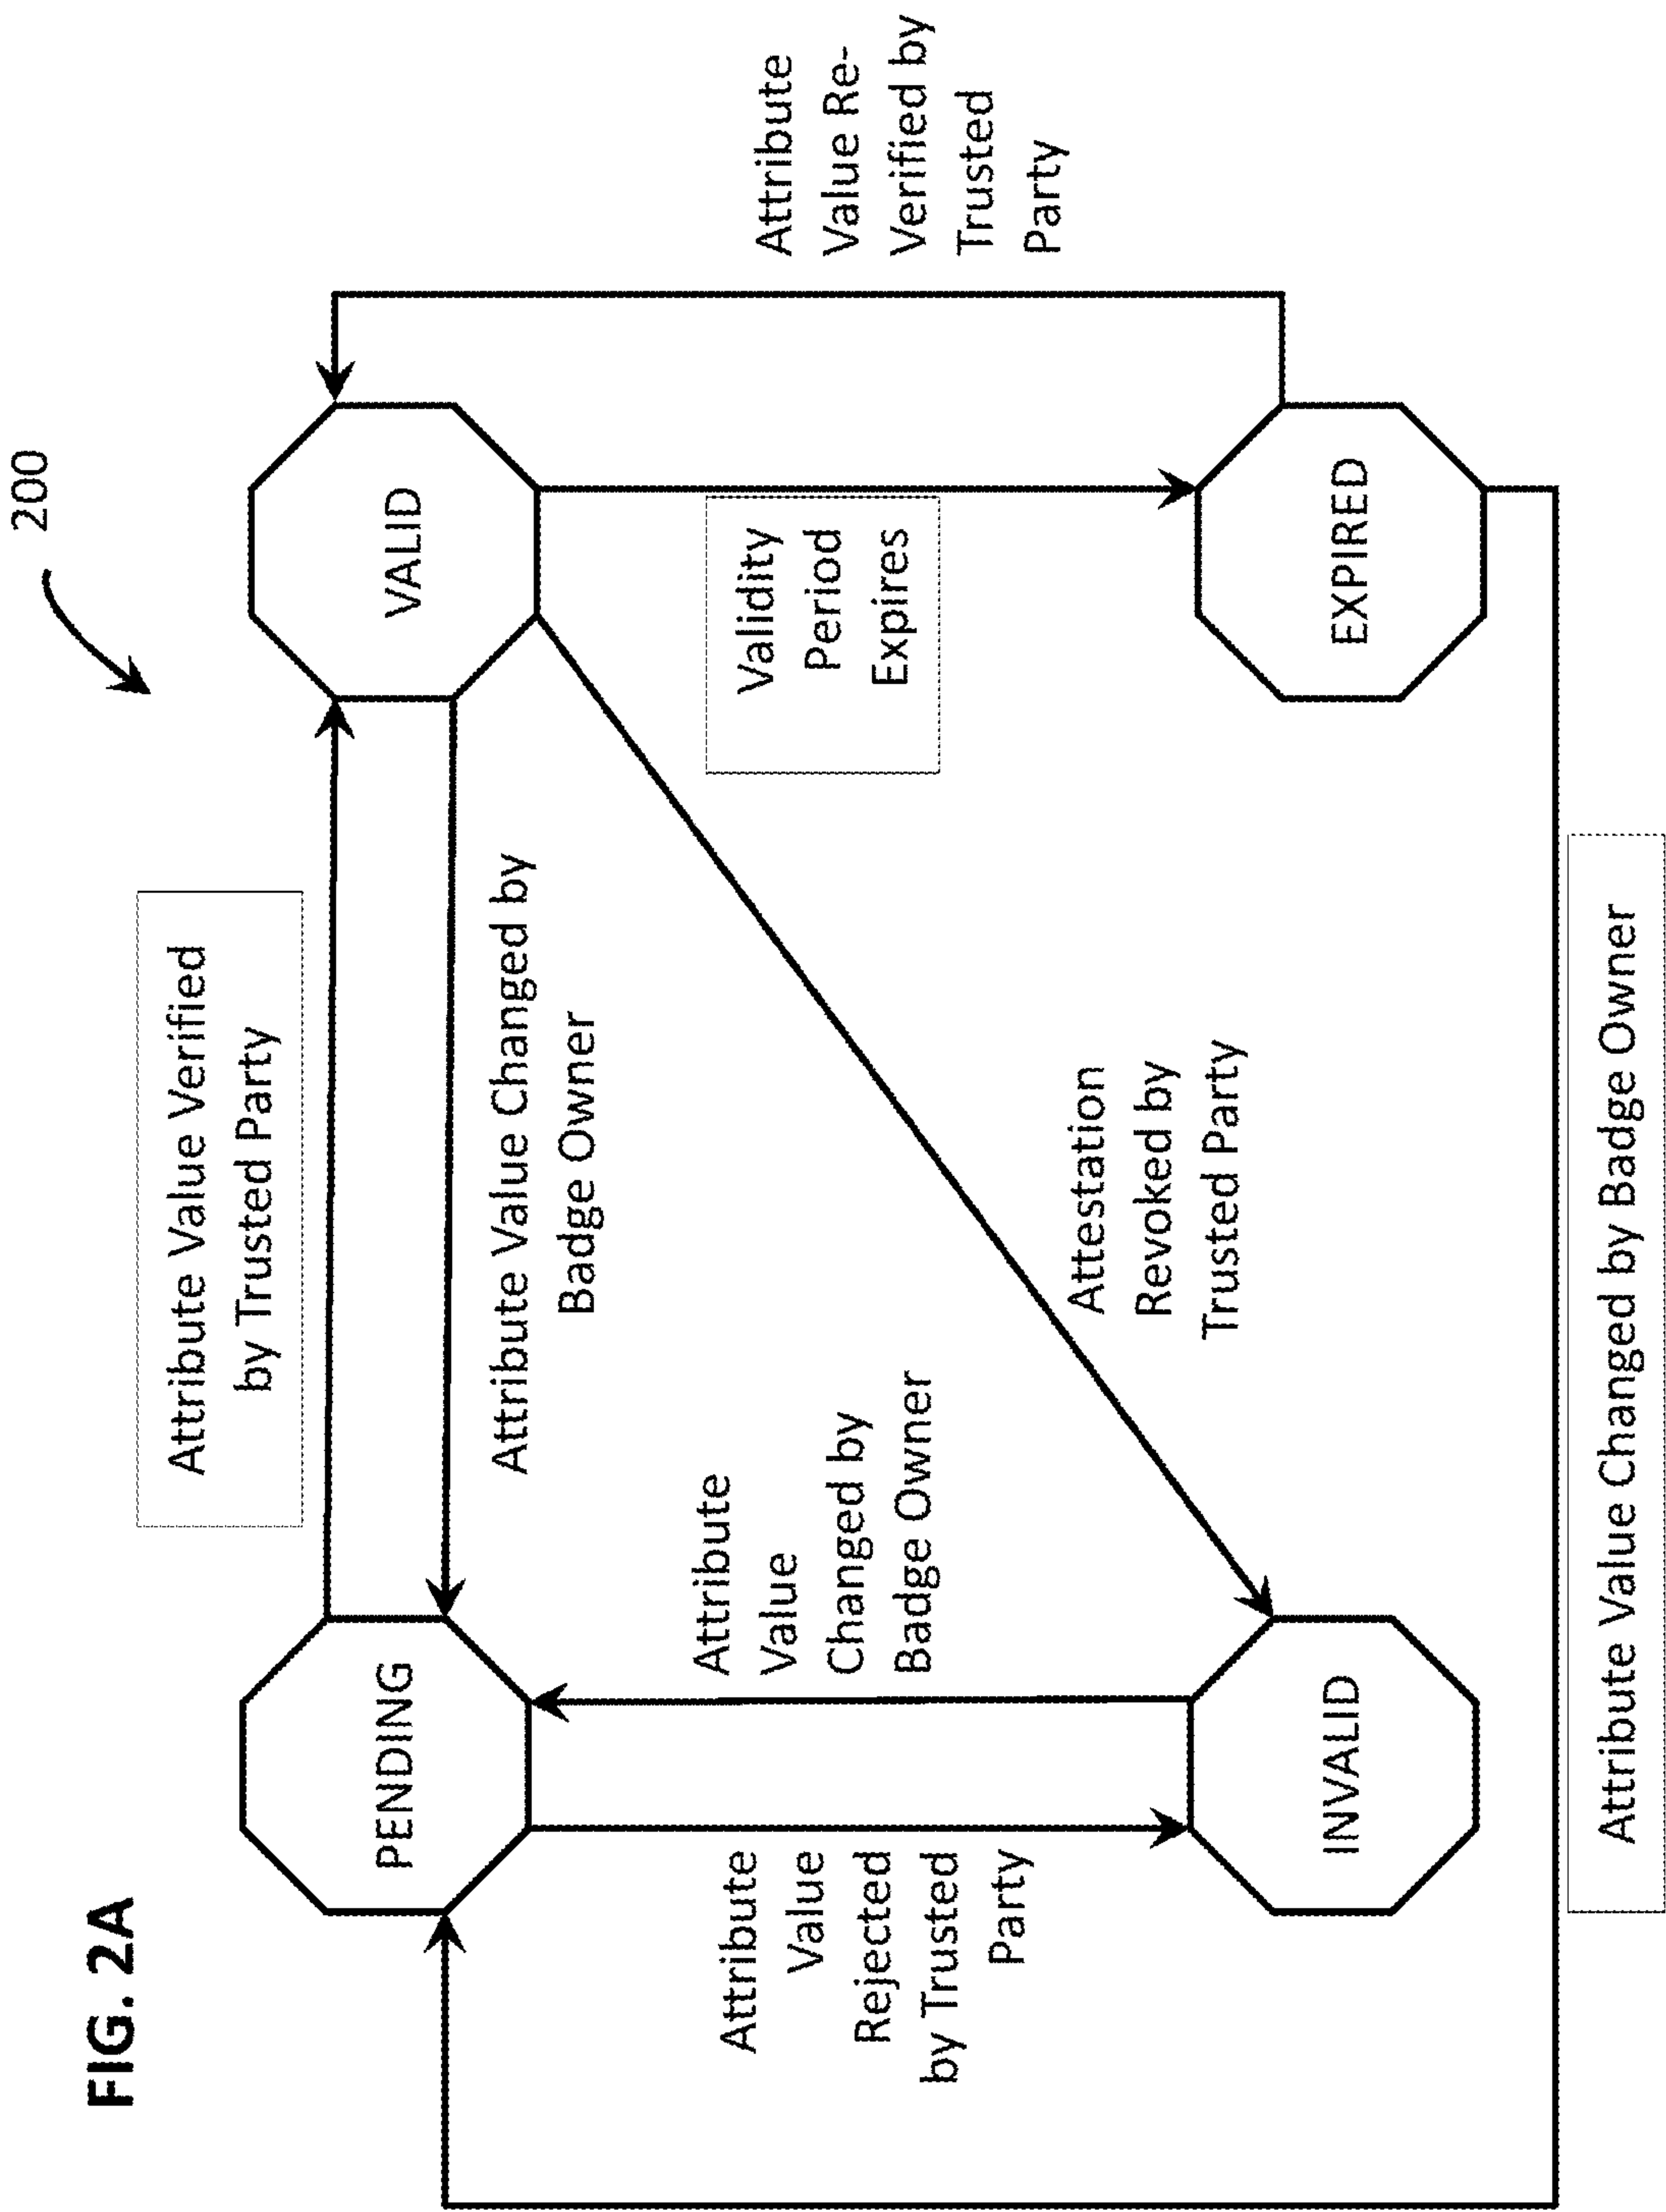 FIG. 2A
200
Attribute Value Verified
by Trusted Party
PENDING
VALID
Attribute Value Changed by
Badge Owner
Attribute
Value
Rejected
by Trusted
Party
Attribute
Value
Changed by
Badge Owner
Validity
Period
Expires
Attribute
Value Re-
Verified by
Trusted
Party
Attestation
Revoked by
Trusted Party
INVALID
EXPIRED
Attribute Value Changed by Badge Owner